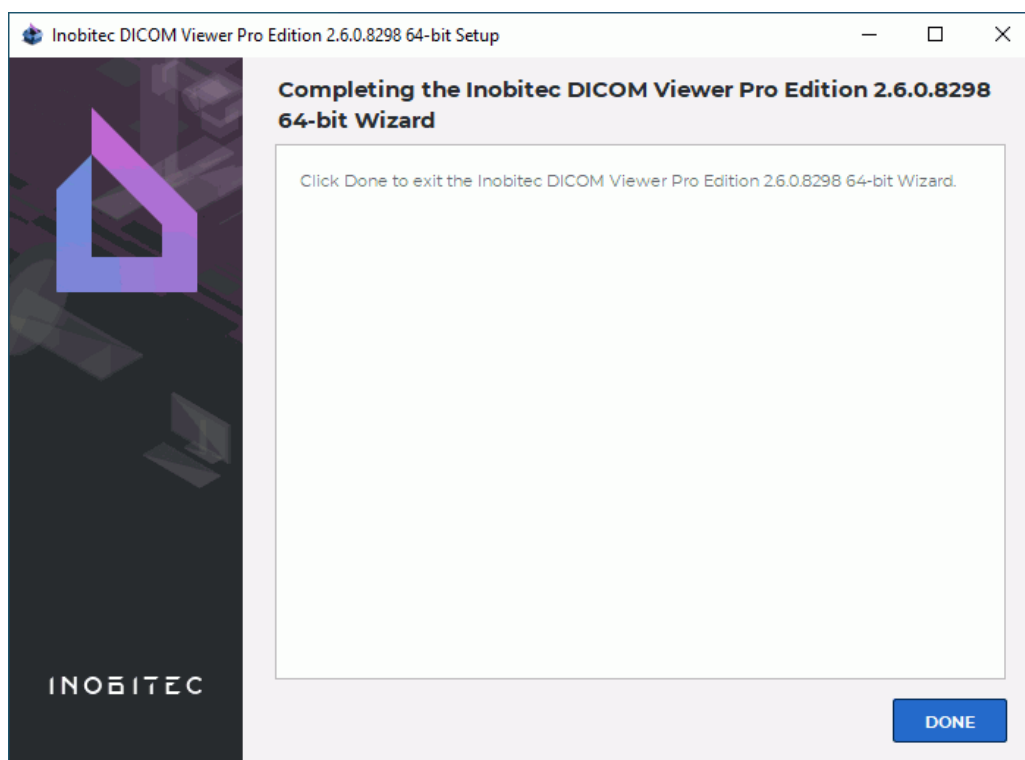 Inobitec DICOM Viewer Pro Edition 2.6.0.8298 64-bit Setup
Completing the Inobitec DICOM Viewer Pro Edition 2.6.0.8298
64-bit Wizard
Click Done to exit the Inobitec DICOM Viewer Pro Edition 2.6.0.8298 64-bit Wizard.
INOBITEC
DONE